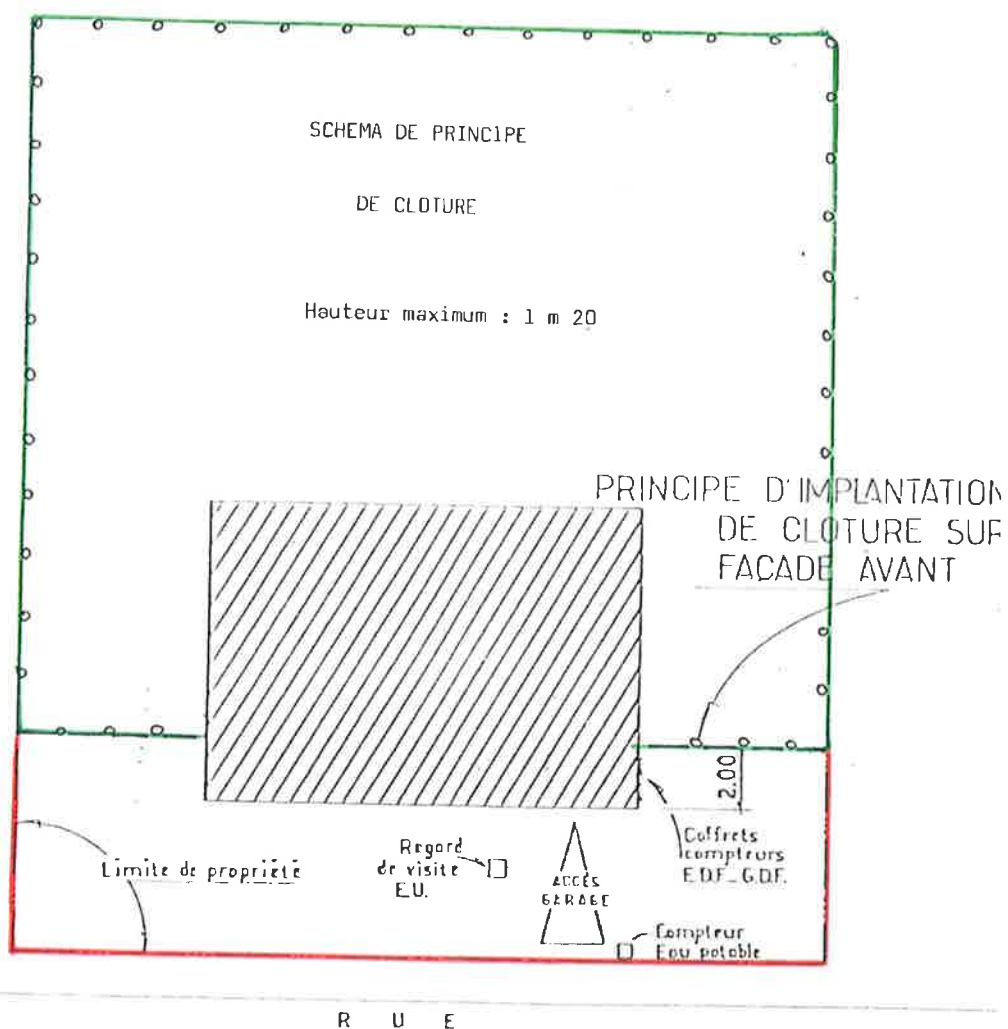 SCHEMA DE PRINCIPE
DE CLOTURE
Hauteur maximum : 1 m 20
PRINCIPE D'IMPLANTATION
DE CLOTURE SUR
FACADE AVANT
2.00
Coffrets
compteurs
E.D.F._G.D.F.
Regard
de visite
E.U.
Limite de propriété
ACCÈS
GARAGE
Compteur
Eau potable
R U E